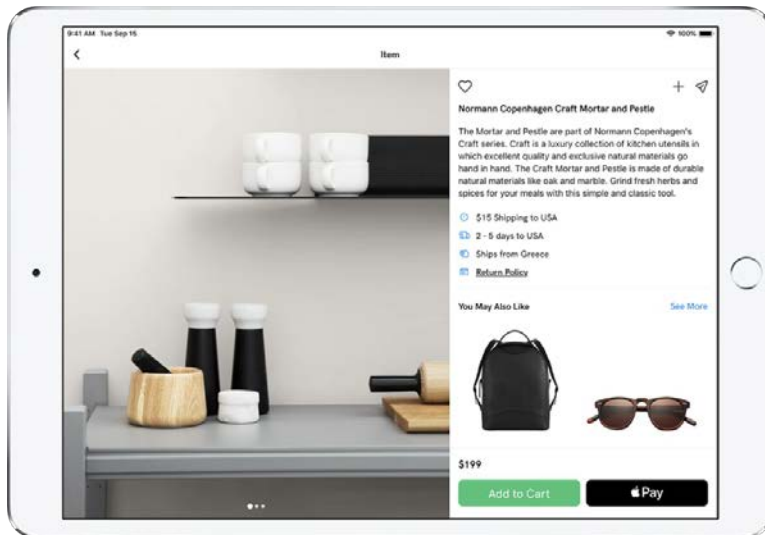 9:41 AM Tue Sep 15
100%
Item
Normann Copenhagen Craft Mortar and Pestle
The Mortar and Pestle are part of Normann Copenhagen's
Craft series. Craft is a luxury collection of kitchen utensils in
which excellent quality and exclusive natural materials go
hand in hand. The Craft Mortar and Pestle is made of durable
natural materials like oak and marble. Grind fresh herbs and
spices for your meals with this simple and classic tool.
$15 Shipping to USA
2 - 5 days to USA
Ships from Greece
Return Policy
You May Also Like
See More
$199
Add to Cart
Pay